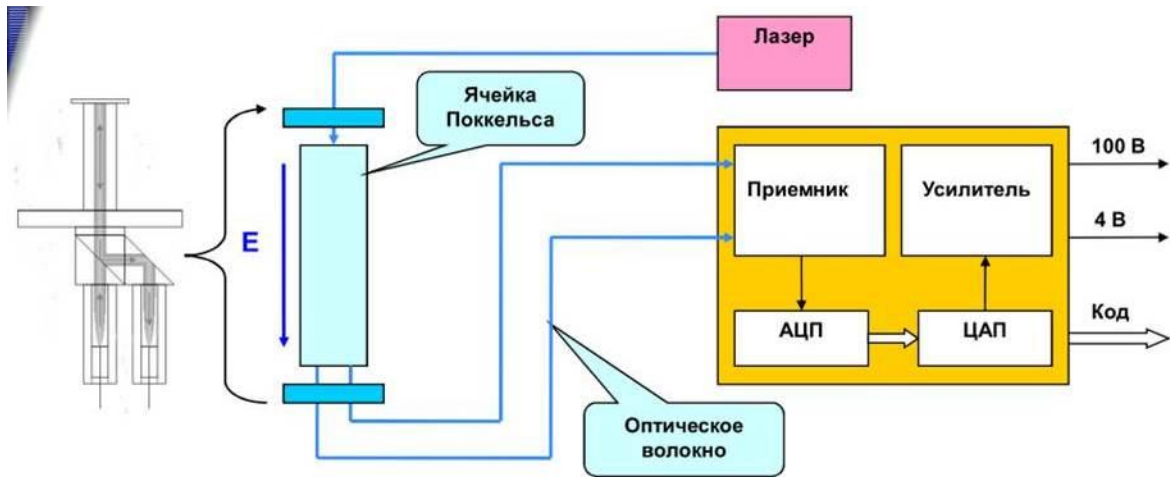 Лазер
Ячейка
Поккельса
E
Приемник
Усилитель
100 В
4 В
АЦП
ЦАП
Код
Оптическое
волокно